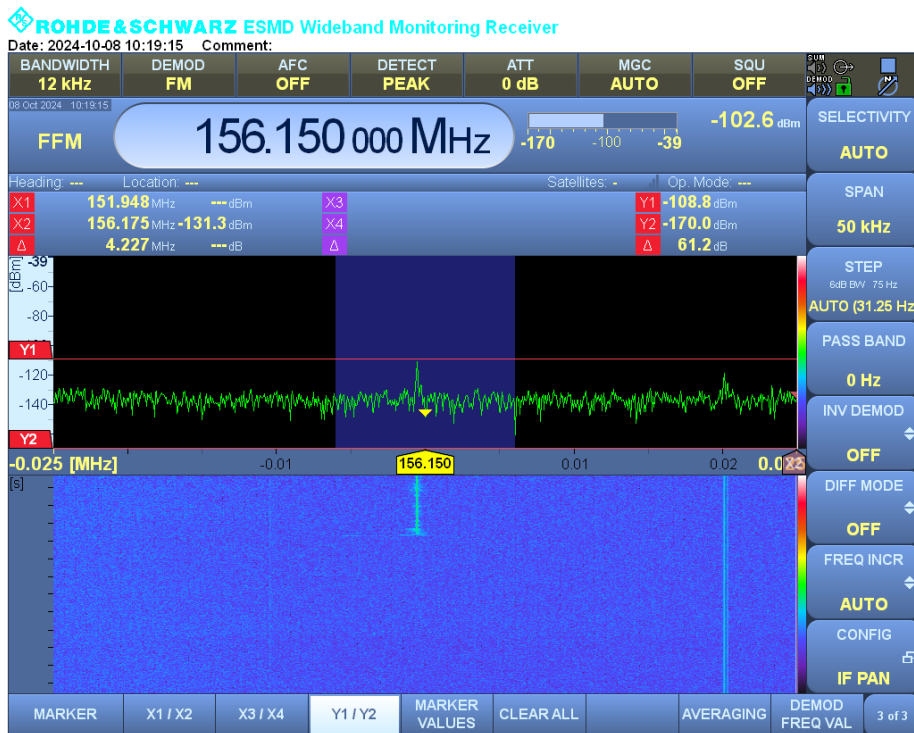 ROHDE & SCHWARZ ESMD Wideband Monitoring Receiver
Date: 2024-10-08 10:19:15 Comment:
BANDWIDTH DEMOD AFC DETECT ATT MGC SQU
12 kHz FM OFF PEAK 0 dB AUTO OFF
SUM
DEMOD
08 Oct 2024 10:19:15
FFM 156.150 000 MHz
-170 -100 -39
-102.6 dBm
SELECTIVITY
AUTO
Heading: --- Location: --- Satellites: - Op. Mode: ---
X1 151.948 MHz --- dBm X3 Y1 -108.8 dBm
X2 156.175 MHz -131.3 dBm X4 Y2 -170.0 dBm
Δ 4.227 MHz --- dB Δ Δ 61.2 dB
SPAN
50 kHz
[dBm]
-39
-60
-80
Y1
-120
-140
Y2
STEP
6dB BW 75 Hz
AUTO (31.25 Hz
PASS BAND
0 Hz
INV DEMOD
OFF
-0.025 [MHz] -0.01 156.150 0.01 0.02 0.0 X2
[s]
DIFF MODE
OFF
FREQ INCR
AUTO
CONFIG
IF PAN
MARKER X1 / X2 X3 / X4 Y1 / Y2 MARKER VALUES CLEAR ALL AVERAGING DEMOD FREQ VAL 3 of 3